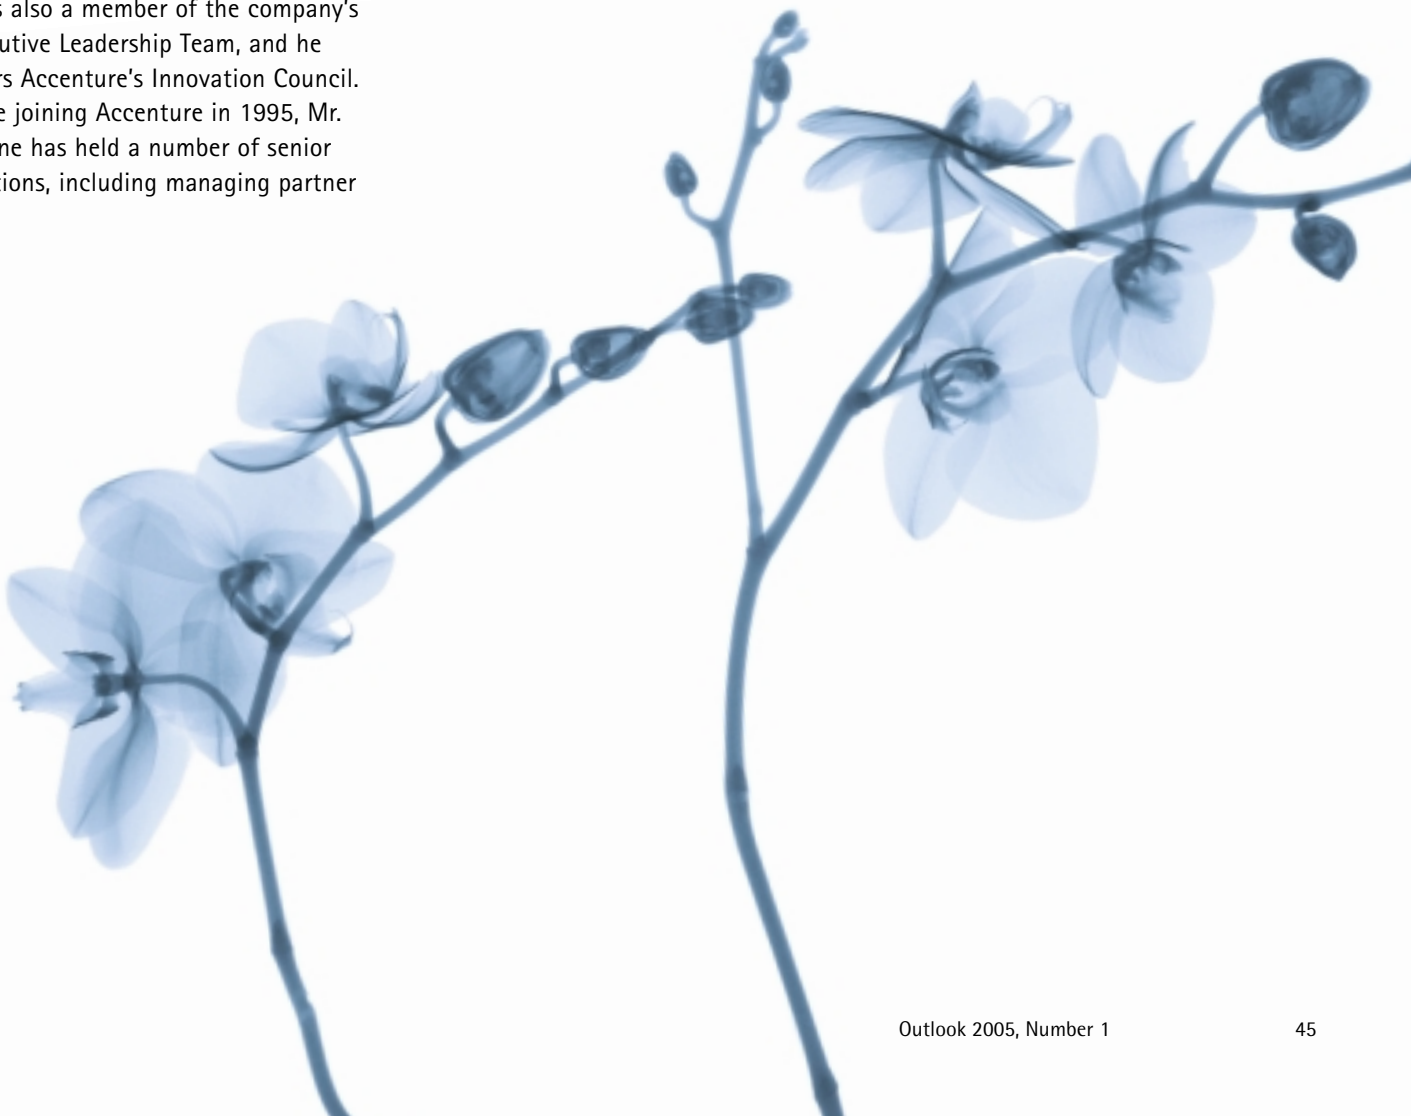 s also a member of the company's
utive Leadership Team, and he
rs Accenture's Innovation Council.
e joining Accenture in 1995, Mr.
ne has held a number of senior
tions, including managing partner
Outlook 2005, Number 1 45